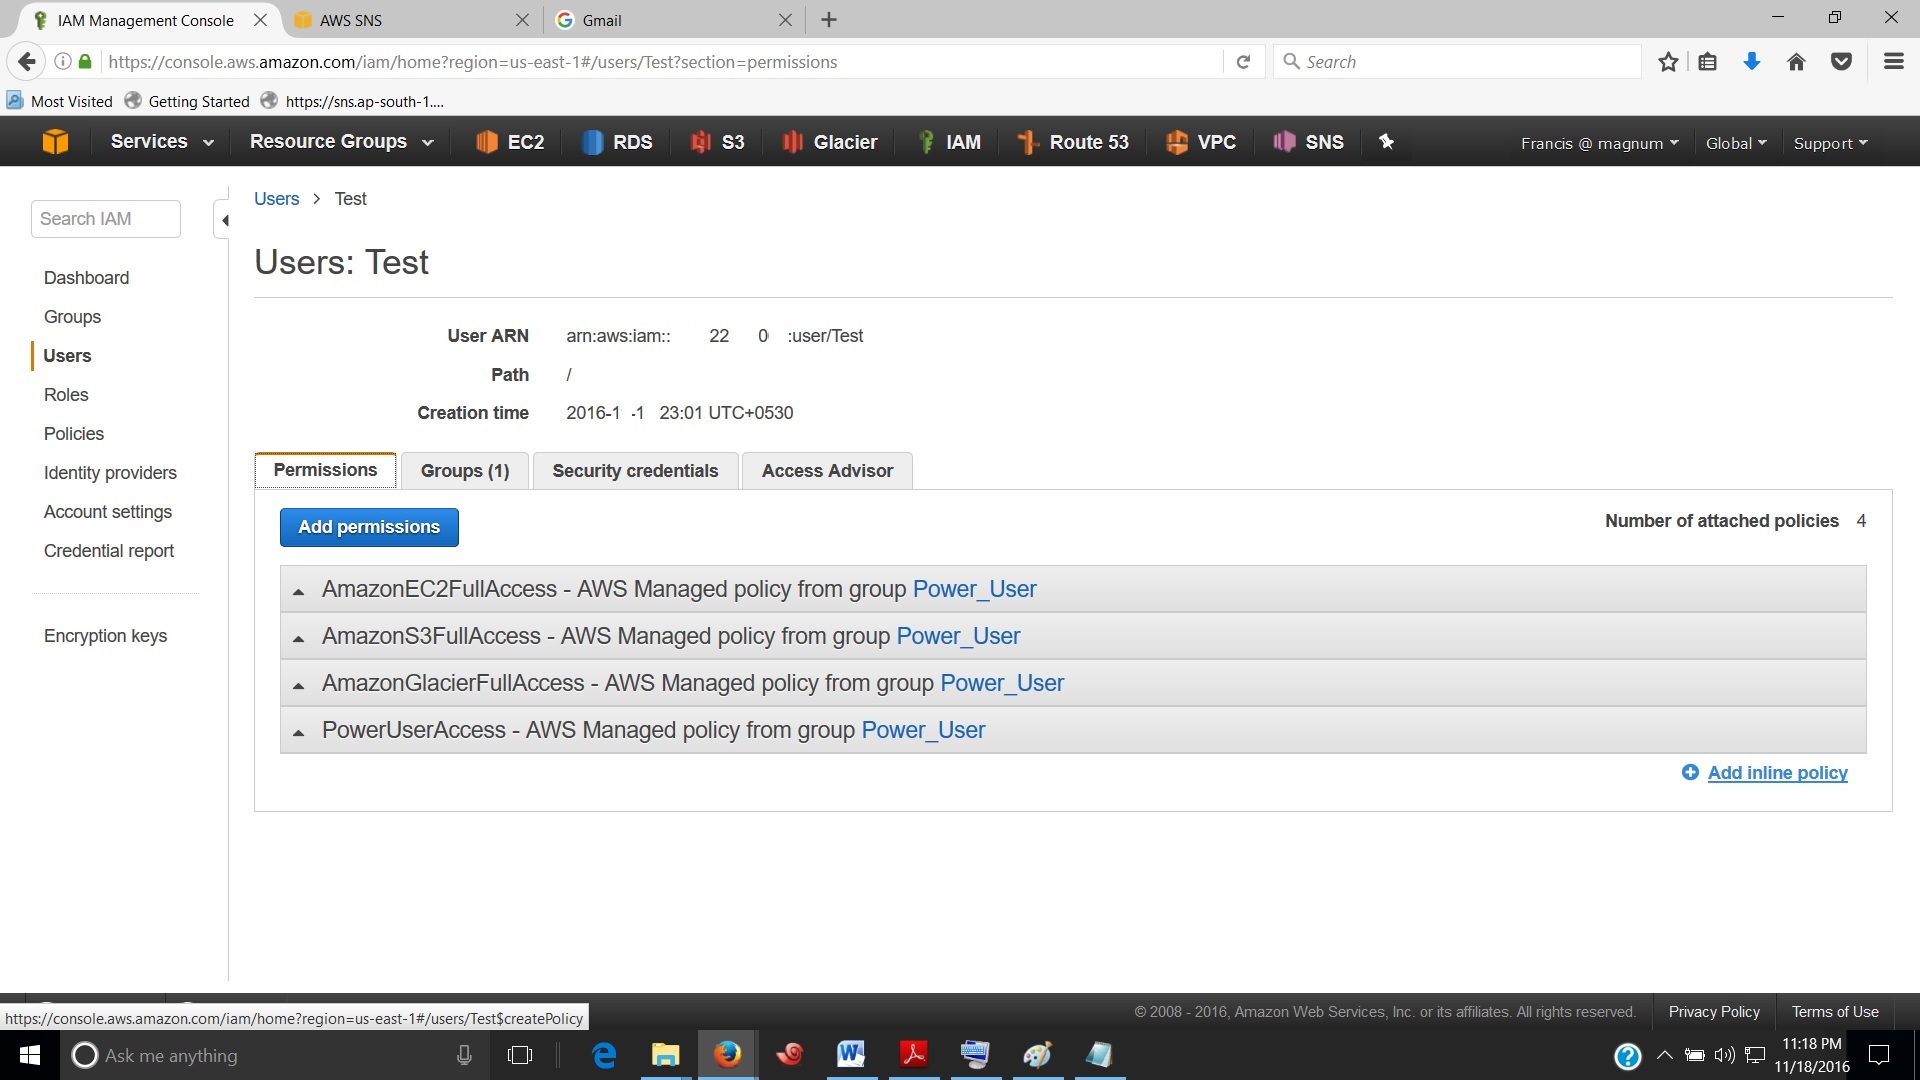 IAM Management Console
AWS SNS
Gmail
https://console.aws.amazon.com/iam/home?region=us-east-1#/users/Test?section=permissions
Search
Most Visited
Getting Started
https://sns.ap-south-1....
Services
Resource Groups
EC2
RDS
S3
Glacier
IAM
Route 53
VPC
SNS
Francis @ magnum
Global
Support
Search IAM
Dashboard
Groups
Users
Roles
Policies
Identity providers
Account settings
Credential report
Encryption keys
Users > Test
Users: Test
User ARN arn:aws:iam:: 22 0 :user/Test
Path /
Creation time 2016-1 -1 23:01 UTC+0530
Permissions
Groups (1)
Security credentials
Access Advisor
Add permissions
Number of attached policies 4
AmazonEC2FullAccess - AWS Managed policy from group Power_User
AmazonS3FullAccess - AWS Managed policy from group Power_User
AmazonGlacierFullAccess - AWS Managed policy from group Power_User
PowerUserAccess - AWS Managed policy from group Power_User
Add inline policy
© 2008 - 2016, Amazon Web Services, Inc. or its affiliates. All rights reserved.
Privacy Policy
Terms of Use
https://console.aws.amazon.com/iam/home?region=us-east-1#/users/Test$createPolicy
Ask me anything
11:18 PM
11/18/2016